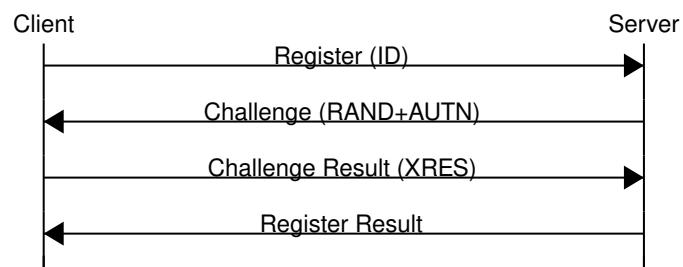 Client Server
Register (ID)
Challenge (RAND+AUTN)
Challenge Result (XRES)
Register Result